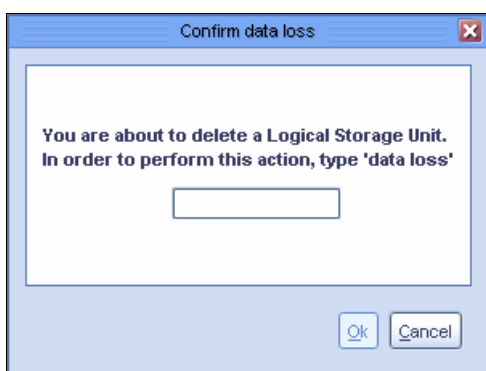 Confirm data loss
You are about to delete a Logical Storage Unit.
In order to perform this action, type 'data loss'
Ok
Cancel